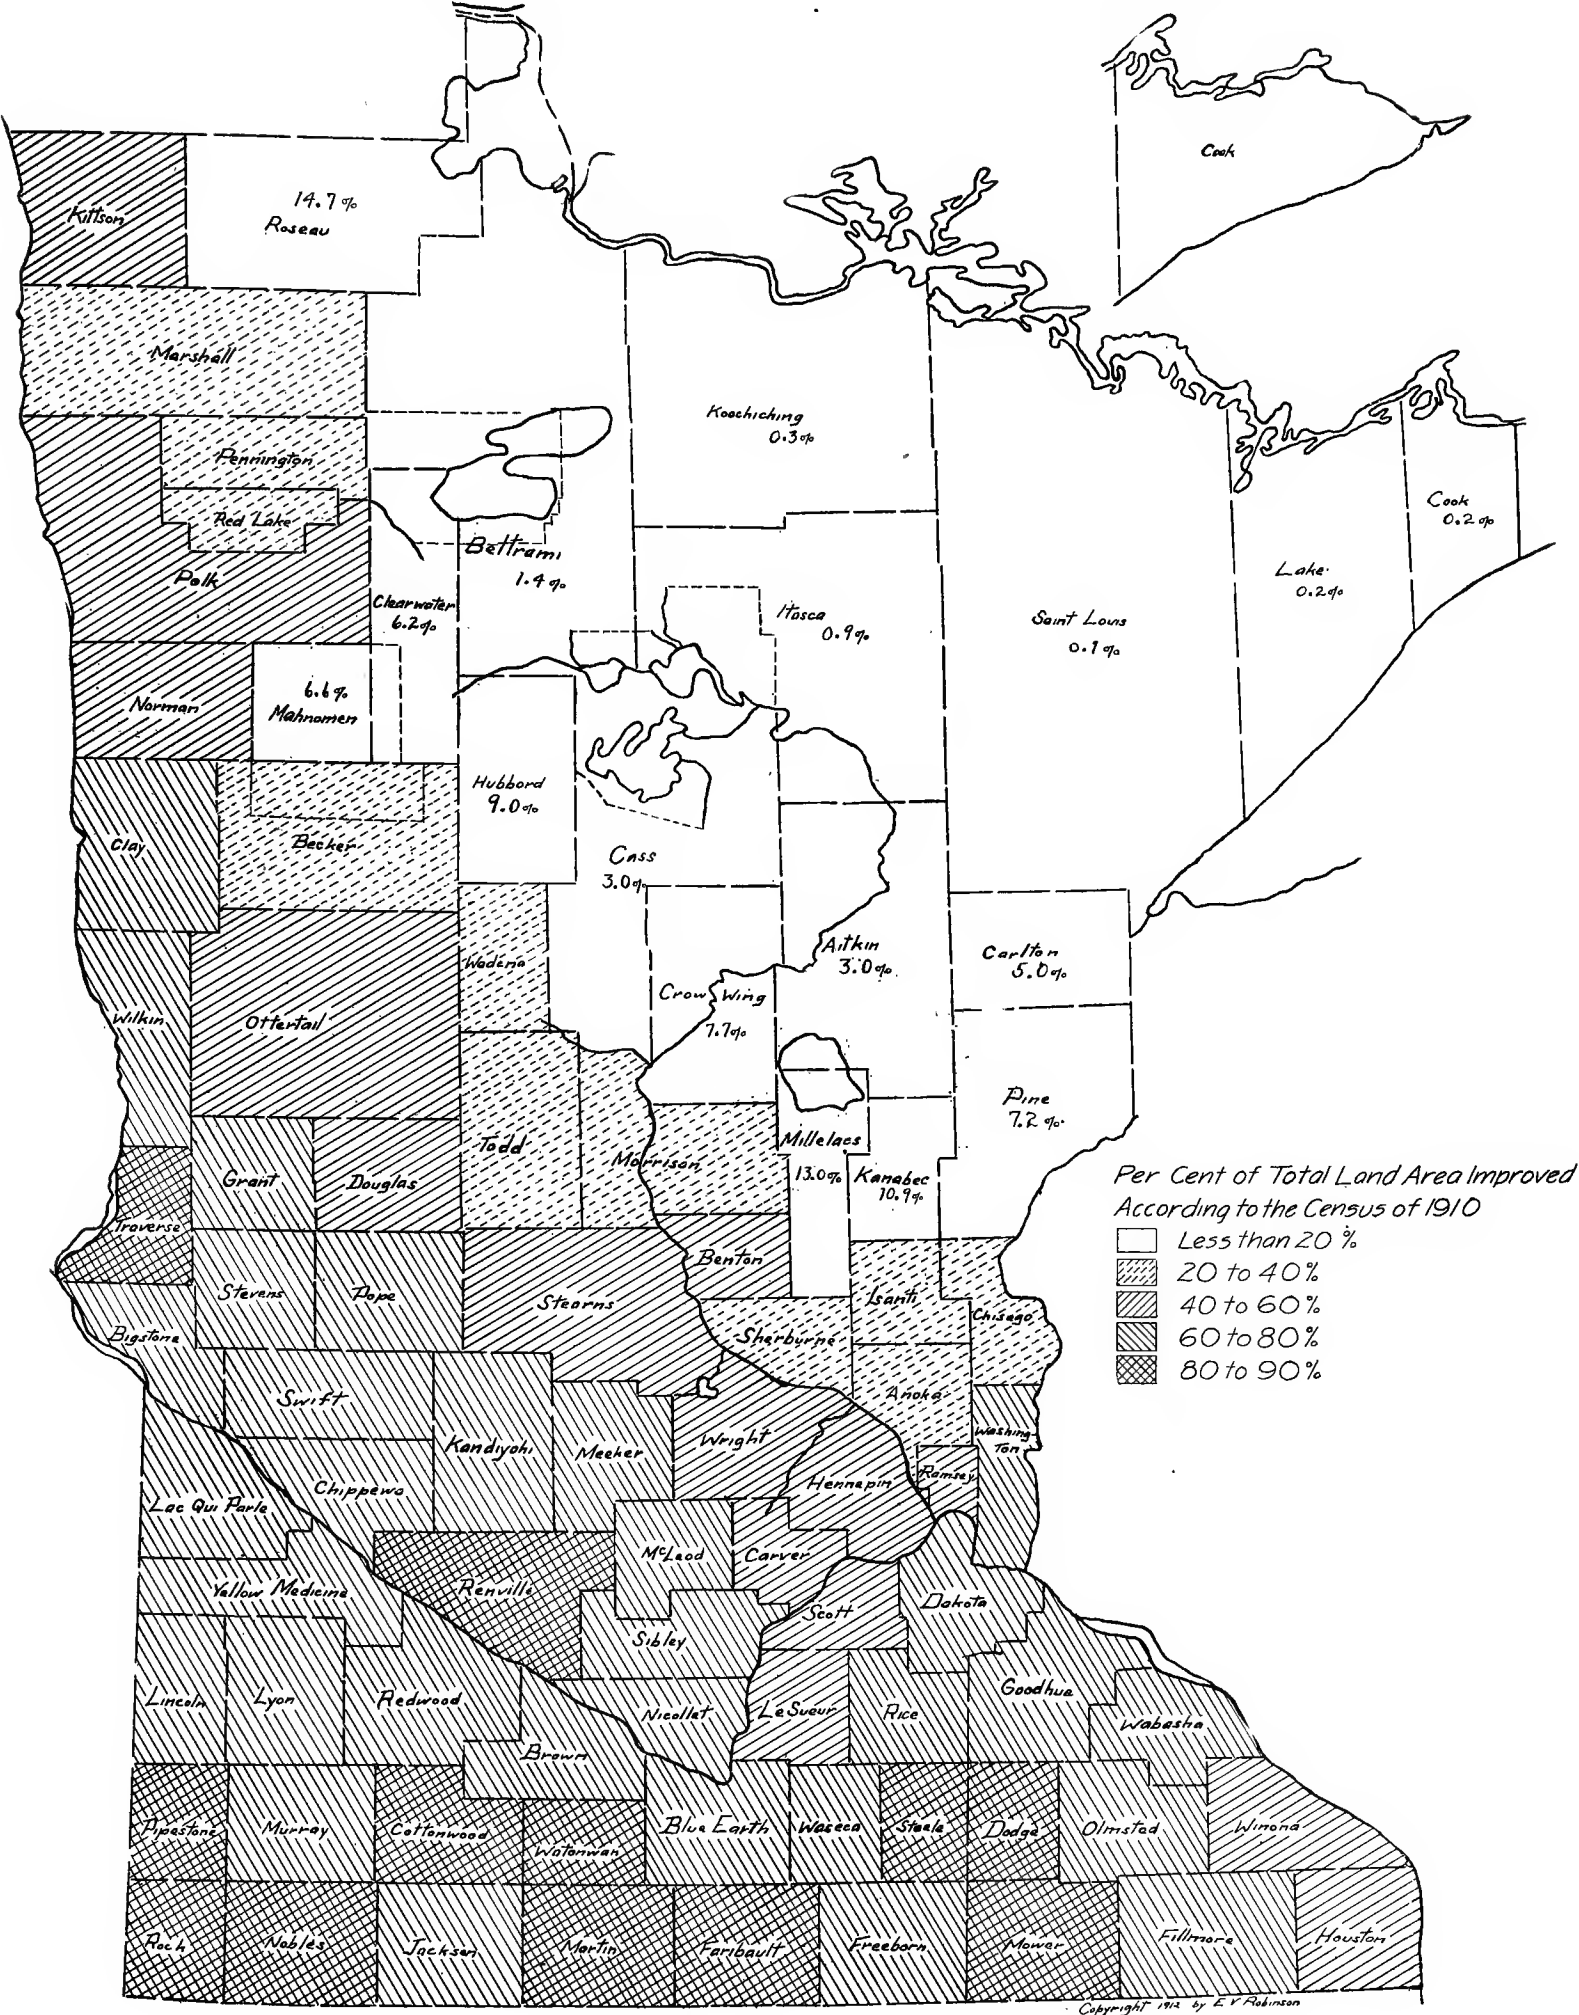 Cook
Kittson
14.7%
Roseau
Marshall
Koochiching
0.3%
Pennington
Red Lake
Cook
0.2%
Polk
Beltrami
1.4%
Clearwater
6.2%
Itasca
0.9%
Saint Louis
0.1%
Lake
0.2%
Norman
6.6%
Mahnomen
Hubbard
9.0%
Clay
Becker
Cass
3.0%
Wadena
Aitkin
3.0%
Carlton
5.0%
Crow Wing
7.7%
Wilkin
Ottertail
Pine
7.2%
Todd
Morrison
Millelacs
13.0%
Kanabec
10.9%
Grant
Douglas
Traverse
Per Cent of Total Land Area Improved
According to the Census of 1910
Less than 20%
20 to 40%
40 to 60%
60 to 80%
80 to 90%
Benton
Stevens
Pope
Stearns
Isanti
Chisago
Bigstone
Sherburne
Swift
Anoka
Kandiyohi
Meeker
Wright
Washing
Ton
Hennepin
Ramsey
Chippewa
Lac Qui Parle
McLeod
Carver
Yellow Medicine
Renville
Scott
Dakota
Sibley
Lincoln
Lyon
Redwood
Nicollet
LeSueur
Rice
Goodhue
Wabasha
Brown
Pipestone
Murray
Cottonwood
Watonwan
Blue Earth
Waseca
Steele
Dodge
Olmsted
Winona
Rock
Nobles
Jackson
Martin
Faribault
Freeborn
Mower
Fillmore
Houston
Copyright 1912 by E V Robinson